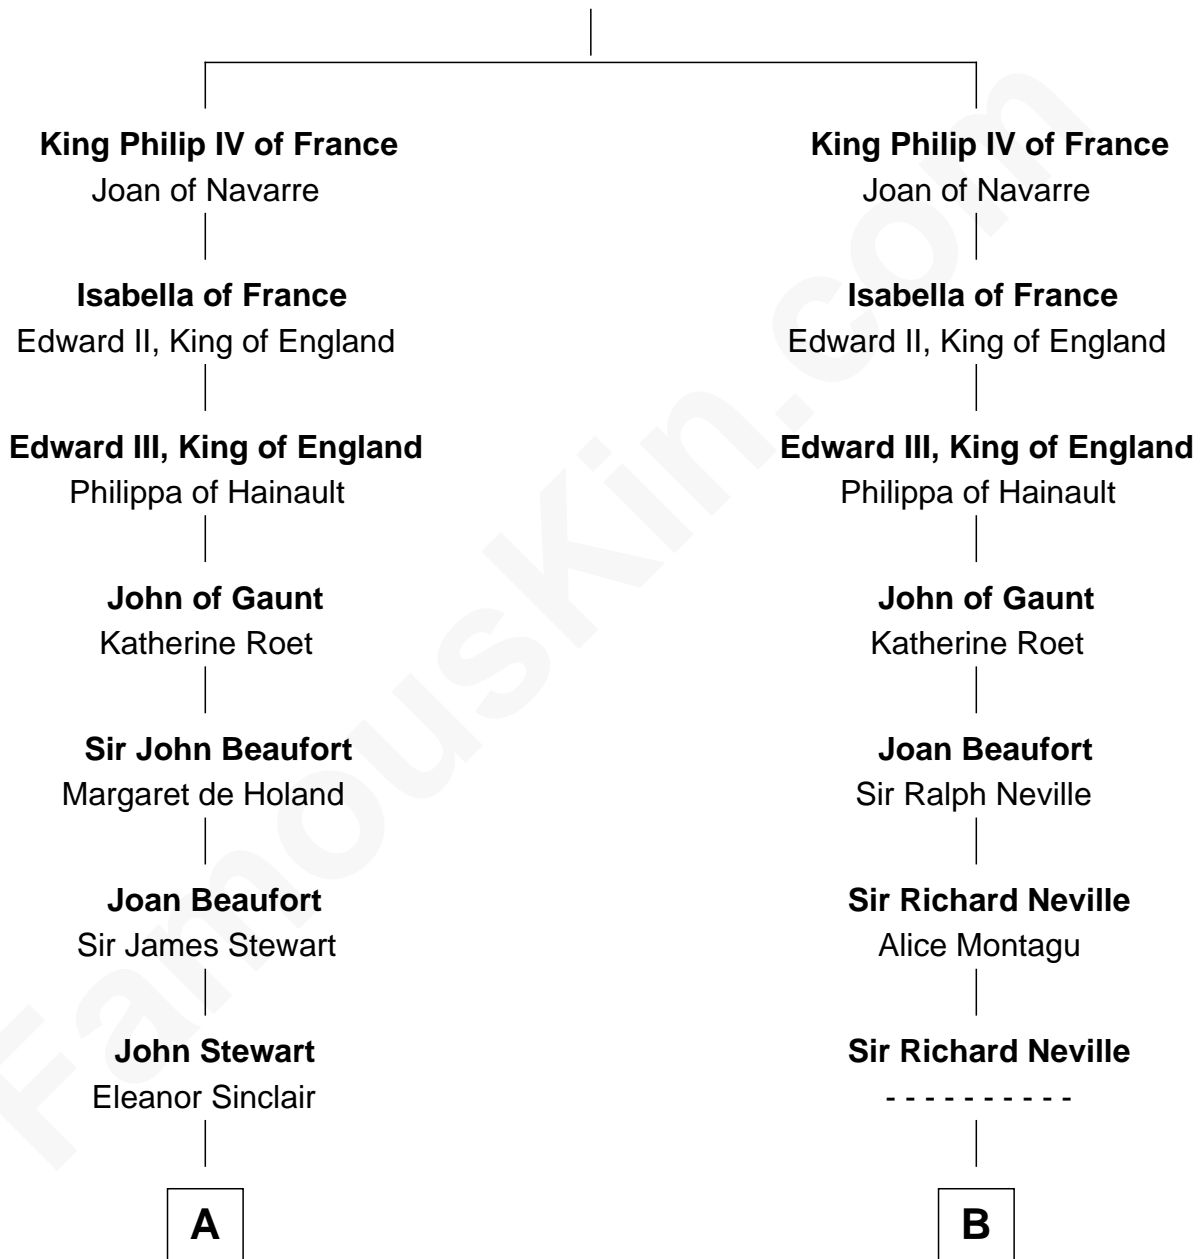 King Philip IV of France
Joan of Navarre
Isabella of France
Edward II, King of England
Edward III, King of England
Philippa of Hainault
John of Gaunt
Katherine Roet
Sir John Beaufort
Margaret de Holand
Joan Beaufort
Sir James Stewart
John Stewart
Eleanor Sinclair
A
King Philip IV of France
Joan of Navarre
Isabella of France
Edward II, King of England
Edward III, King of England
Philippa of Hainault
John of Gaunt
Katherine Roet
Joan Beaufort
Sir Ralph Neville
Sir Richard Neville
Alice Montagu
Sir Richard Neville
- - - - - - - - - -
B
FamousKin.com